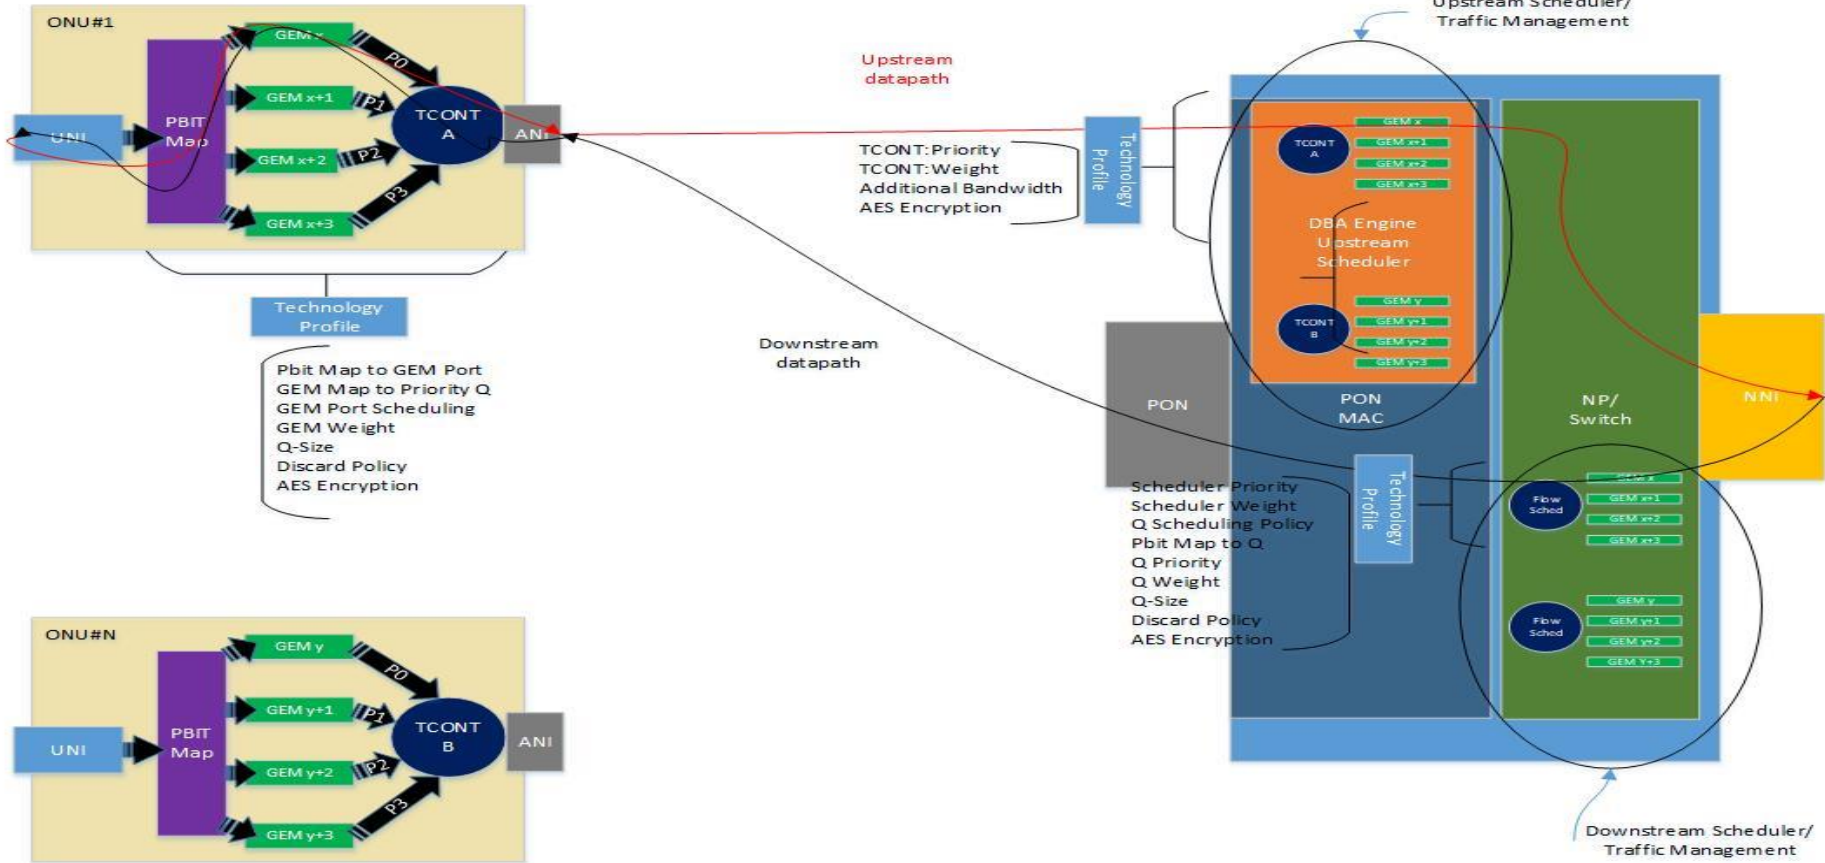 ONU#1
UNI
PBIT
Map
GEM x
GEM x+1
GEM x+2
GEM x+3
P0
P1
P2
P3
TCONT
A
ANI
Technology
Profile
Pbit Map to GEM Port
GEM Map to Priority Q
GEM Port Scheduling
GEM Weight
Q-Size
Discard Policy
AES Encryption
ONU#N
UNI
PBIT
Map
GEM y
GEM y+1
GEM y+2
GEM y+3
P0
P1
P2
P3
TCONT
B
ANI
Upstream
datapath
Downstream
datapath
TCONT:Priority
TCONT:Weight
Additional Bandwidth
AES Encryption
Technology
Profile
Upstream Scheduler/
Traffic Management
TCONT
A
GEM x
GEM x+1
GEM x+2
GEM x+3
DBA Engine
Upstream
Scheduler
TCONT
B
GEM y
GEM y+1
GEM y+2
GEM y+3
PON
PON
MAC
NP/
Switch
NNI
Technology
Profile
Scheduler Priority
Scheduler Weight
Q Scheduling Policy
Pbit Map to Q
Q Priority
Q Weight
Q-Size
Discard Policy
AES Encryption
Flow
Sched
GEM x
GEM x+1
GEM x+2
GEM x+3
Flow
Sched
GEM y
GEM y+1
GEM y+2
GEM Y+3
Downstream Scheduler/
Traffic Management